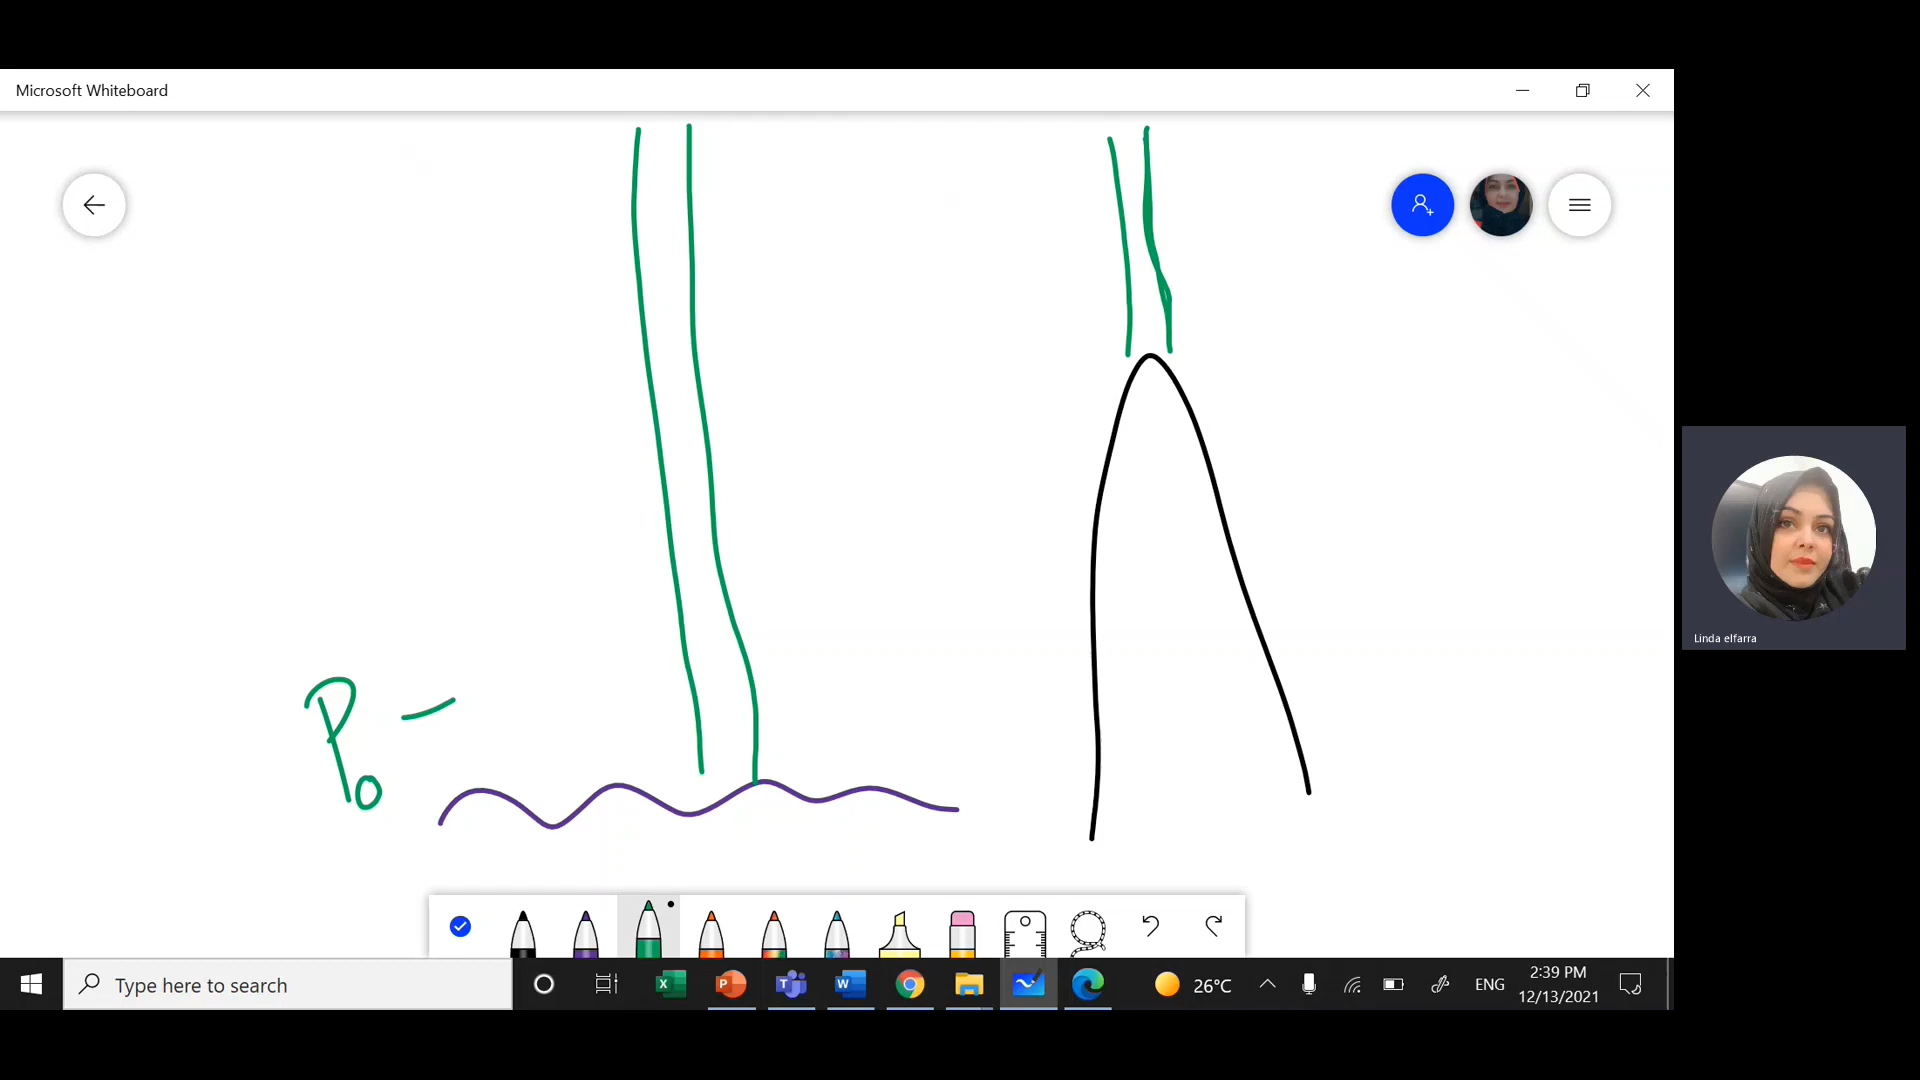 Microsoft Whiteboard
P0 -
Linda elfarra
Type here to search
26°C
ENG
2:39 PM
12/13/2021